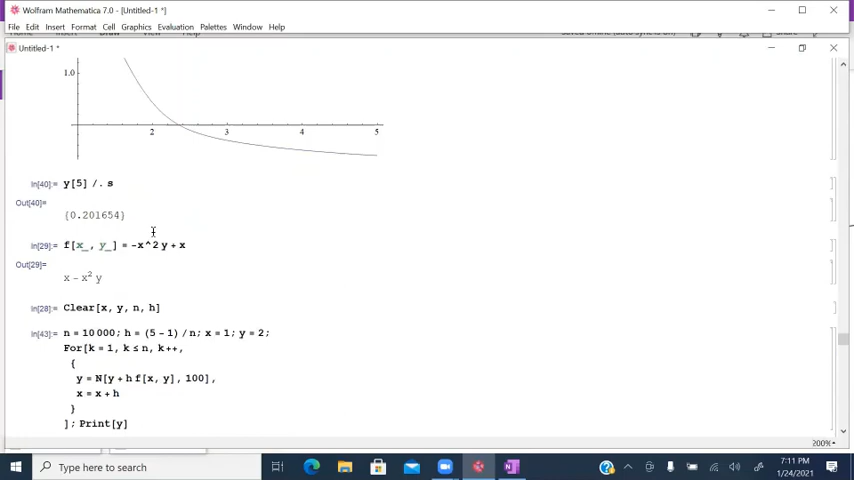 Wolfram Mathematica 7.0 - [Untitled-1 *]
File Edit Insert Format Cell Graphics Evaluation Palettes Window Help
Untitled-1 *
1.0
2 3 4 5
In[40]:= y[5] /. s
Out[40]=
{0.201654}
In[29]:= f[x_, y_] = -x^2 y + x
Out[29]=
x - x² y
In[28]:= Clear[x, y, n, h]
In[43]:= n = 10000; h = (5 - 1) / n; x = 1; y = 2;
For[k = 1, k ≤ n, k++,
{
y = N[y + h f[x, y], 100],
x = x + h
}
]; Print[y]
200%
Type here to search
7:11 PM
1/24/2021